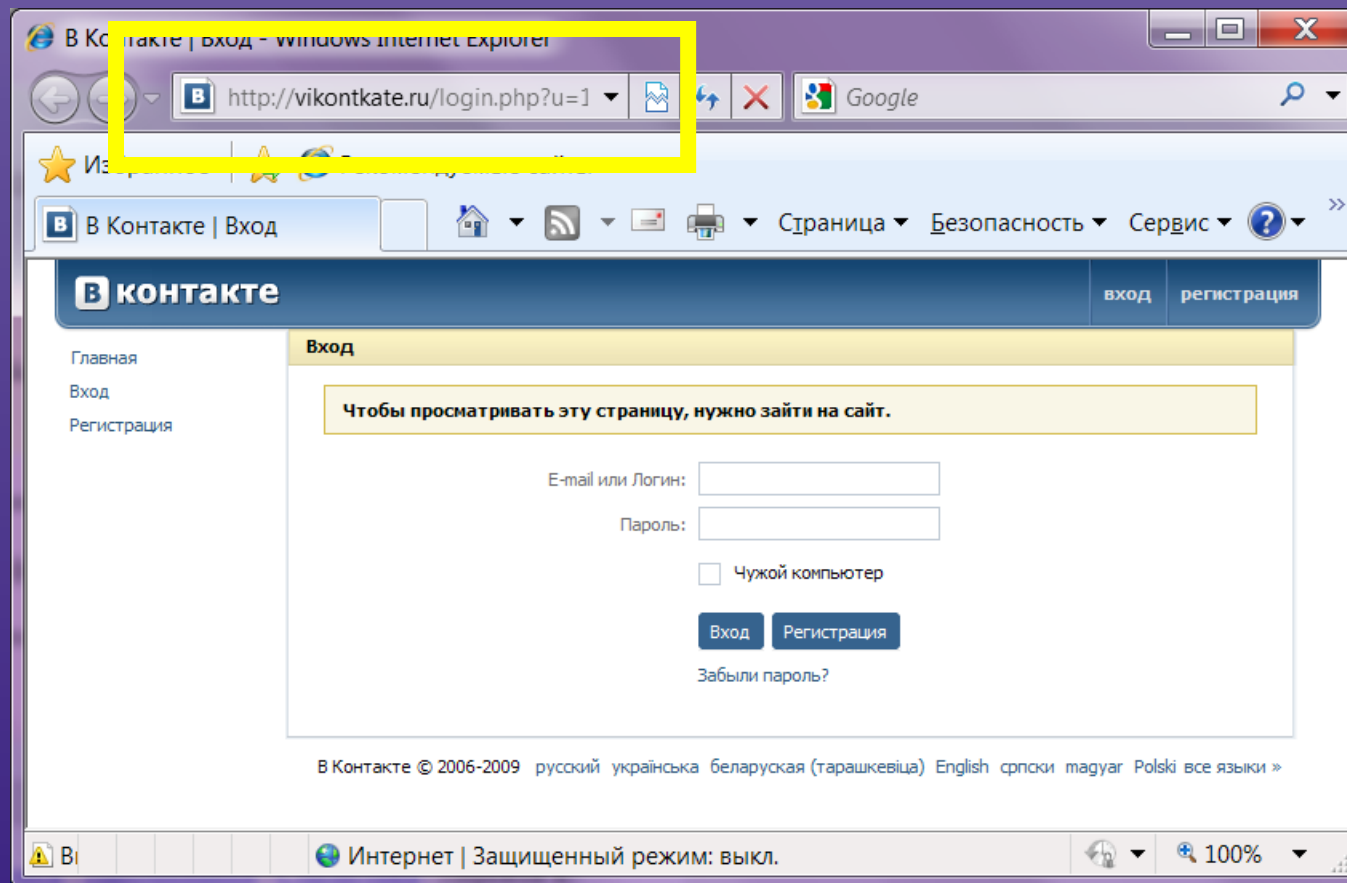 В Контакте | Вход - Windows Internet Explorer
http://vikontkate.ru/login.php?u=1
Google
В Контакте | Вход
Страница
Безопасность
Сервис
В контакте
вход регистрация
Главная
Вход
Регистрация
Вход
Чтобы просматривать эту страницу, нужно зайти на сайт.
E-mail или Логин:
Пароль:
Чужой компьютер
Вход Регистрация
Забыли пароль?
В Контакте © 2006-2009 русский українська беларуская (тарашкевіца) English српски magyar Polski все языки »
Интернет | Защищенный режим: выкл.
100%